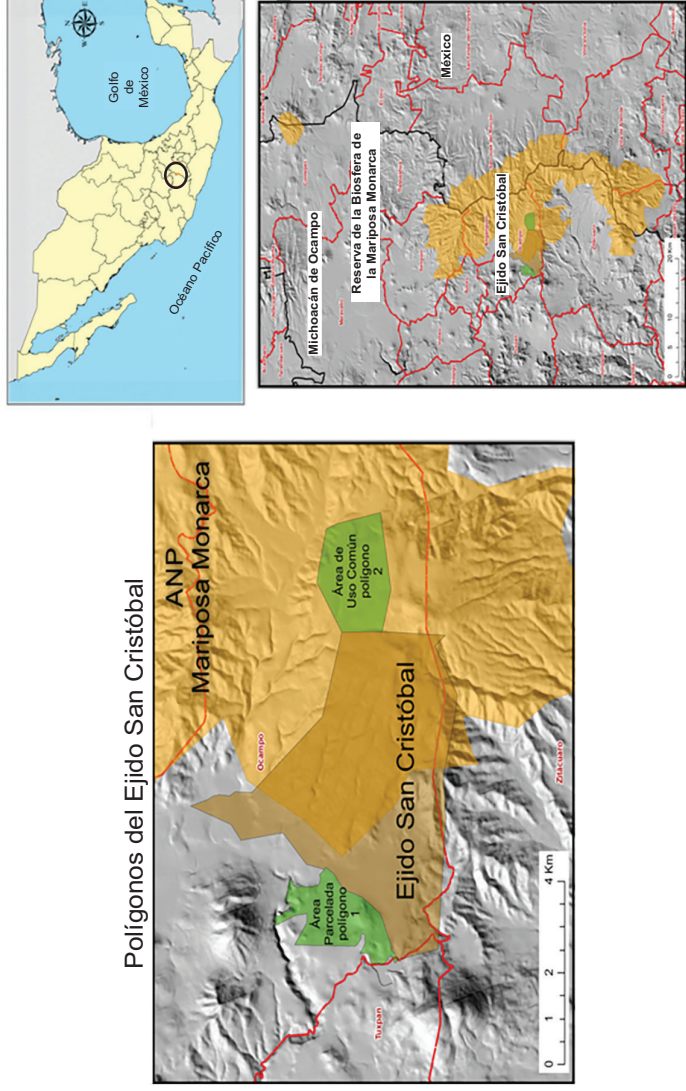 Polígonos del Ejido San Cristóbal
ANP
Mariposa Monarca
Ocampo
Área de
Uso Común
polígono
2
Ejido San Cristóbal
Área
Parcelada
polígono
1
Tuxpan
Zitácuaro
0 1 2 4 Km
Golfo
de
México
Océano Pacífico
México
Michoacán de Ocampo
Reserva de la Biosfera de
la Mariposa Monarca
Ejido San Cristóbal
0 5 10 20 Km